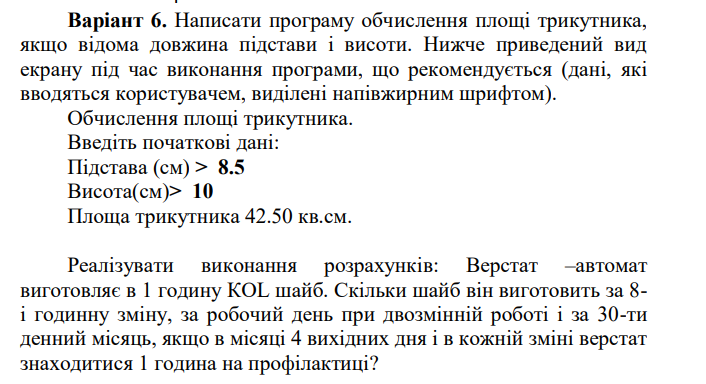 Варіант 6. Написати програму обчислення площі трикутника,
якщо відома довжина підстави і висоти. Нижче приведений вид
екрану під час виконання програми, що рекомендується (дані, які
вводяться користувачем, виділені напівжирним шрифтом).
Обчислення площі трикутника.
Введіть початкові дані:
Підстава (см) > 8.5
Висота(см)> 10
Площа трикутника 42.50 кв.см.
Реалізувати виконання розрахунків: Верстат –автомат
виготовляє в 1 годину KOL шайб. Скільки шайб він виготовить за 8-
і годинну зміну, за робочий день при двозмінній роботі і за 30-ти
денний місяць, якщо в місяці 4 вихідних дня і в кожній зміні верстат
знаходитися 1 година на профілактиці?